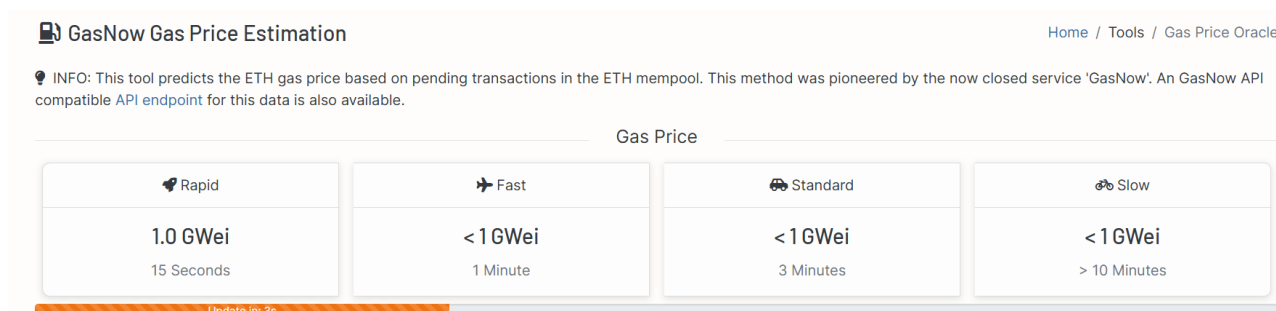 GasNow Gas Price Estimation
Home / Tools / Gas Price Oracle
INFO: This tool predicts the ETH gas price based on pending transactions in the ETH mempool. This method was pioneered by the now closed service 'GasNow'. An GasNow API
compatible API endpoint for this data is also available.
Gas Price
Rapid
1.0 GWei
15 Seconds
Fast
< 1 GWei
1 Minute
Standard
< 1 GWei
3 Minutes
Slow
< 1 GWei
> 10 Minutes
Update in: 3s